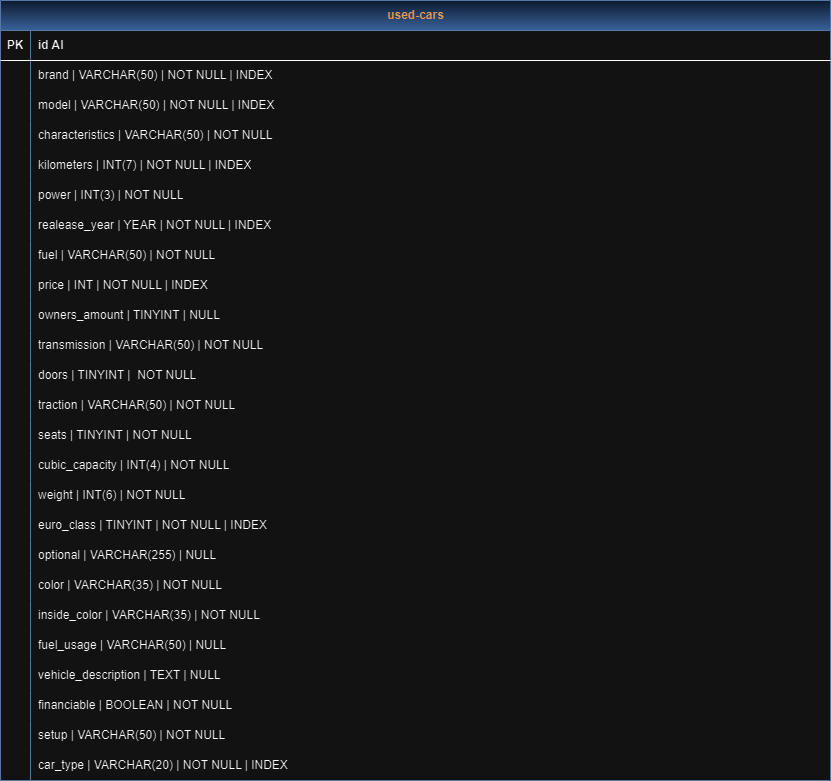 used-cars
PK id AI
brand | VARCHAR(50) | NOT NULL | INDEX
model | VARCHAR(50) | NOT NULL | INDEX
characteristics | VARCHAR(50) | NOT NULL
kilometers | INT(7) | NOT NULL | INDEX
power | INT(3) | NOT NULL
realease_year | YEAR | NOT NULL | INDEX
fuel | VARCHAR(50) | NOT NULL
price | INT | NOT NULL | INDEX
owners_amount | TINYINT | NULL
transmission | VARCHAR(50) | NOT NULL
doors | TINYINT |  NOT NULL
traction | VARCHAR(50) | NOT NULL
seats | TINYINT | NOT NULL
cubic_capacity | INT(4) | NOT NULL
weight | INT(6) | NOT NULL
euro_class | TINYINT | NOT NULL | INDEX
optional | VARCHAR(255) | NULL
color | VARCHAR(35) | NOT NULL
inside_color | VARCHAR(35) | NOT NULL
fuel_usage | VARCHAR(50) | NULL
vehicle_description | TEXT | NULL
financiable | BOOLEAN | NOT NULL
setup | VARCHAR(50) | NOT NULL
car_type | VARCHAR(20) | NOT NULL | INDEX